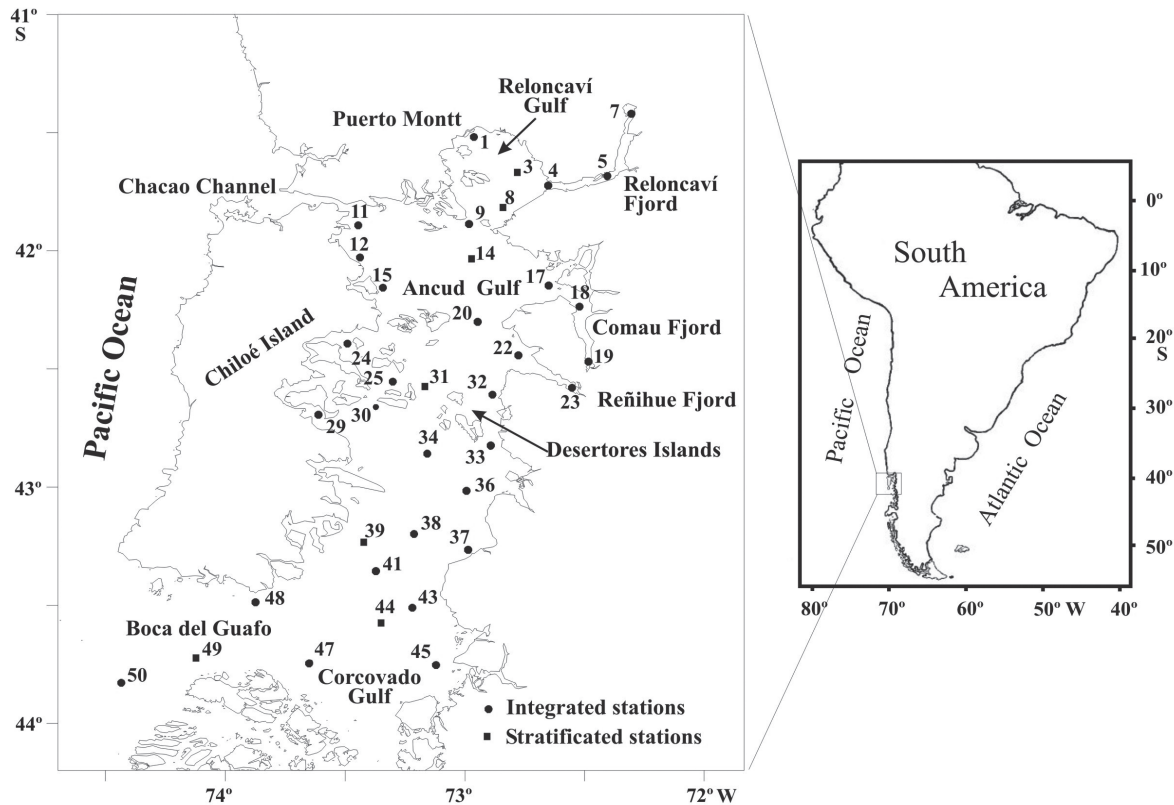 41º
S
42º
43º
44º
74º
73º
72º W
Reloncaví
Gulf
Puerto Montt
Chacao Channel
Reloncaví
Fjord
Ancud Gulf
Comau Fjord
Reñihue Fjord
Desertores Islands
Chiloé Island
Pacific Ocean
Boca del Guafo
Corcovado
Gulf
Integrated stations
Stratificated stations
1
3
4
5
7
8
9
11
12
14
15
17
18
19
20
22
23
24
25
29
30
31
32
33
34
36
37
38
39
41
43
44
45
47
48
49
50
South
America
Pacific Ocean
Atlantic Ocean
0º
10º
20º
S
30º
40º
50º
80º
70º
60º
50º W
40º